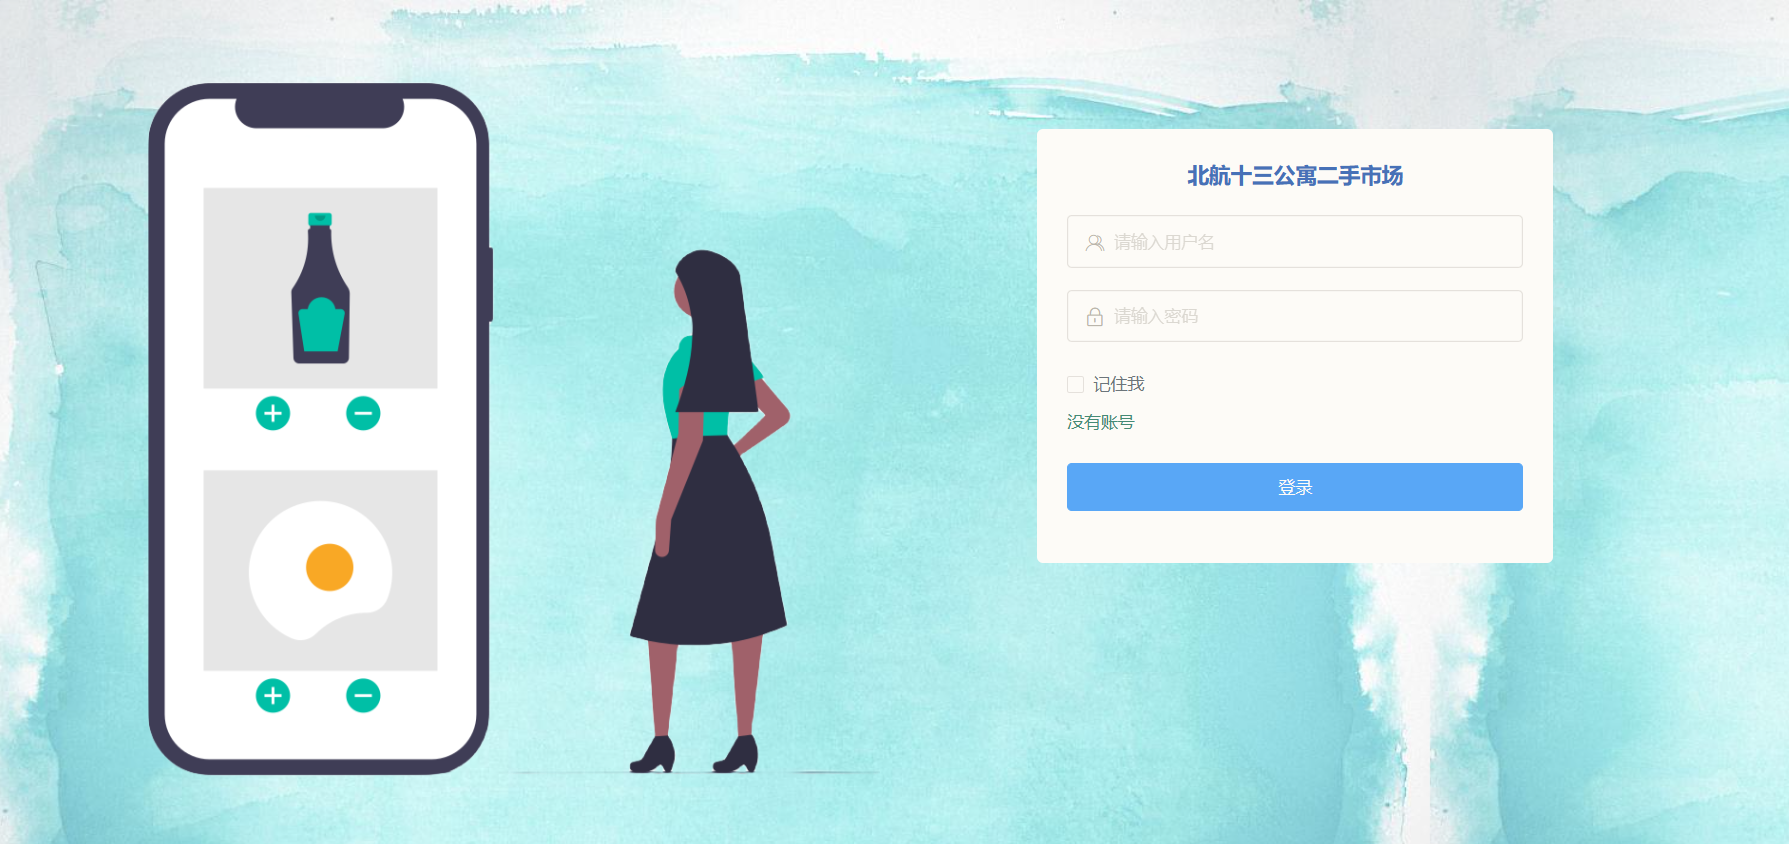 北航十三公寓二手市场
请输入用户名
请输入密码
记住我
没有账号
登录